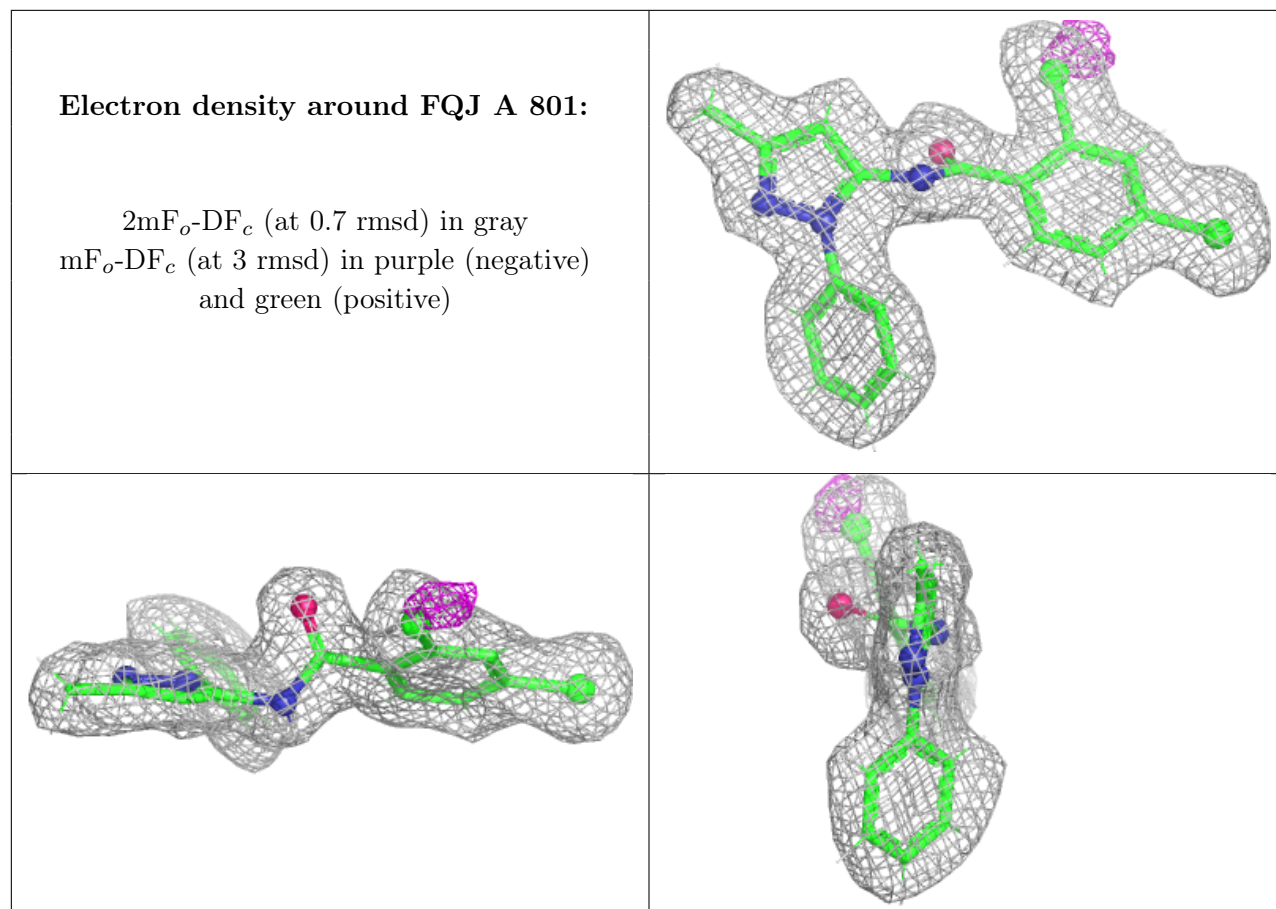 Electron density around FQJ A 801:
2mFo-DFc (at 0.7 rmsd) in gray
mFo-DFc (at 3 rmsd) in purple (negative)
and green (positive)